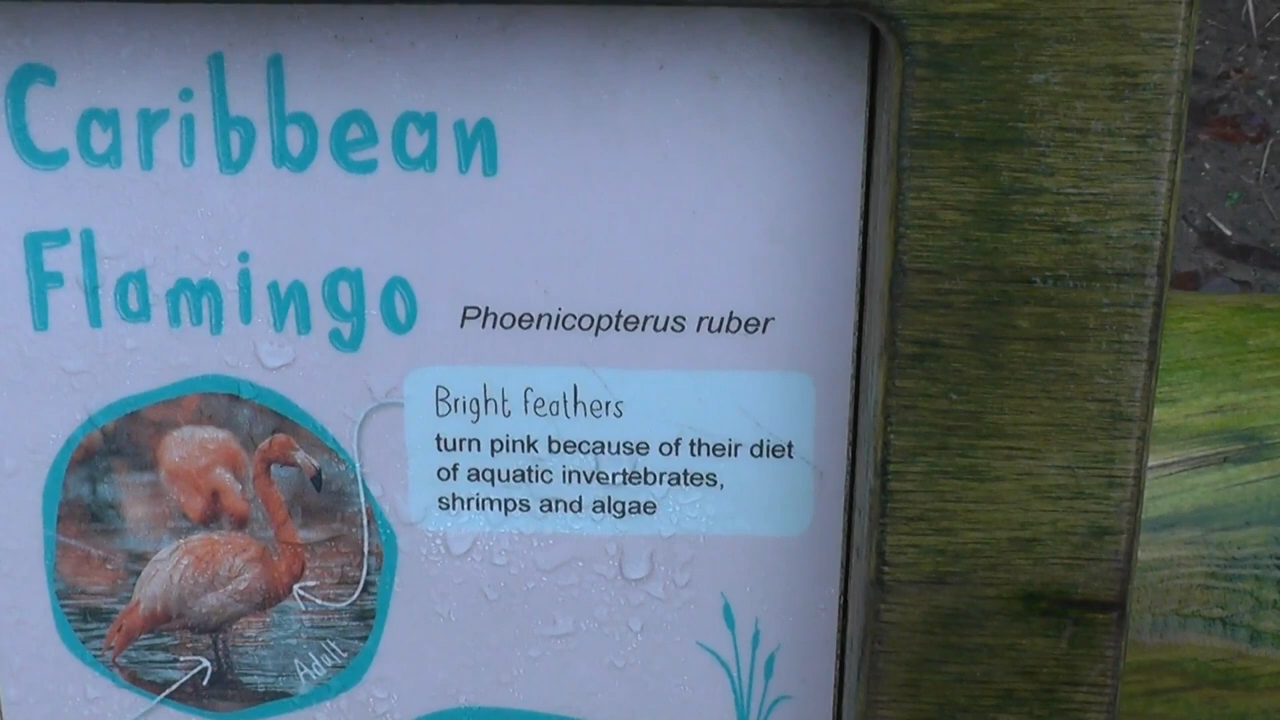 Caribbean
Flamingo
Phoenicopterus ruber
Bright feathers
turn pink because of their diet
of aquatic invertebrates,
shrimps and algae
Adult